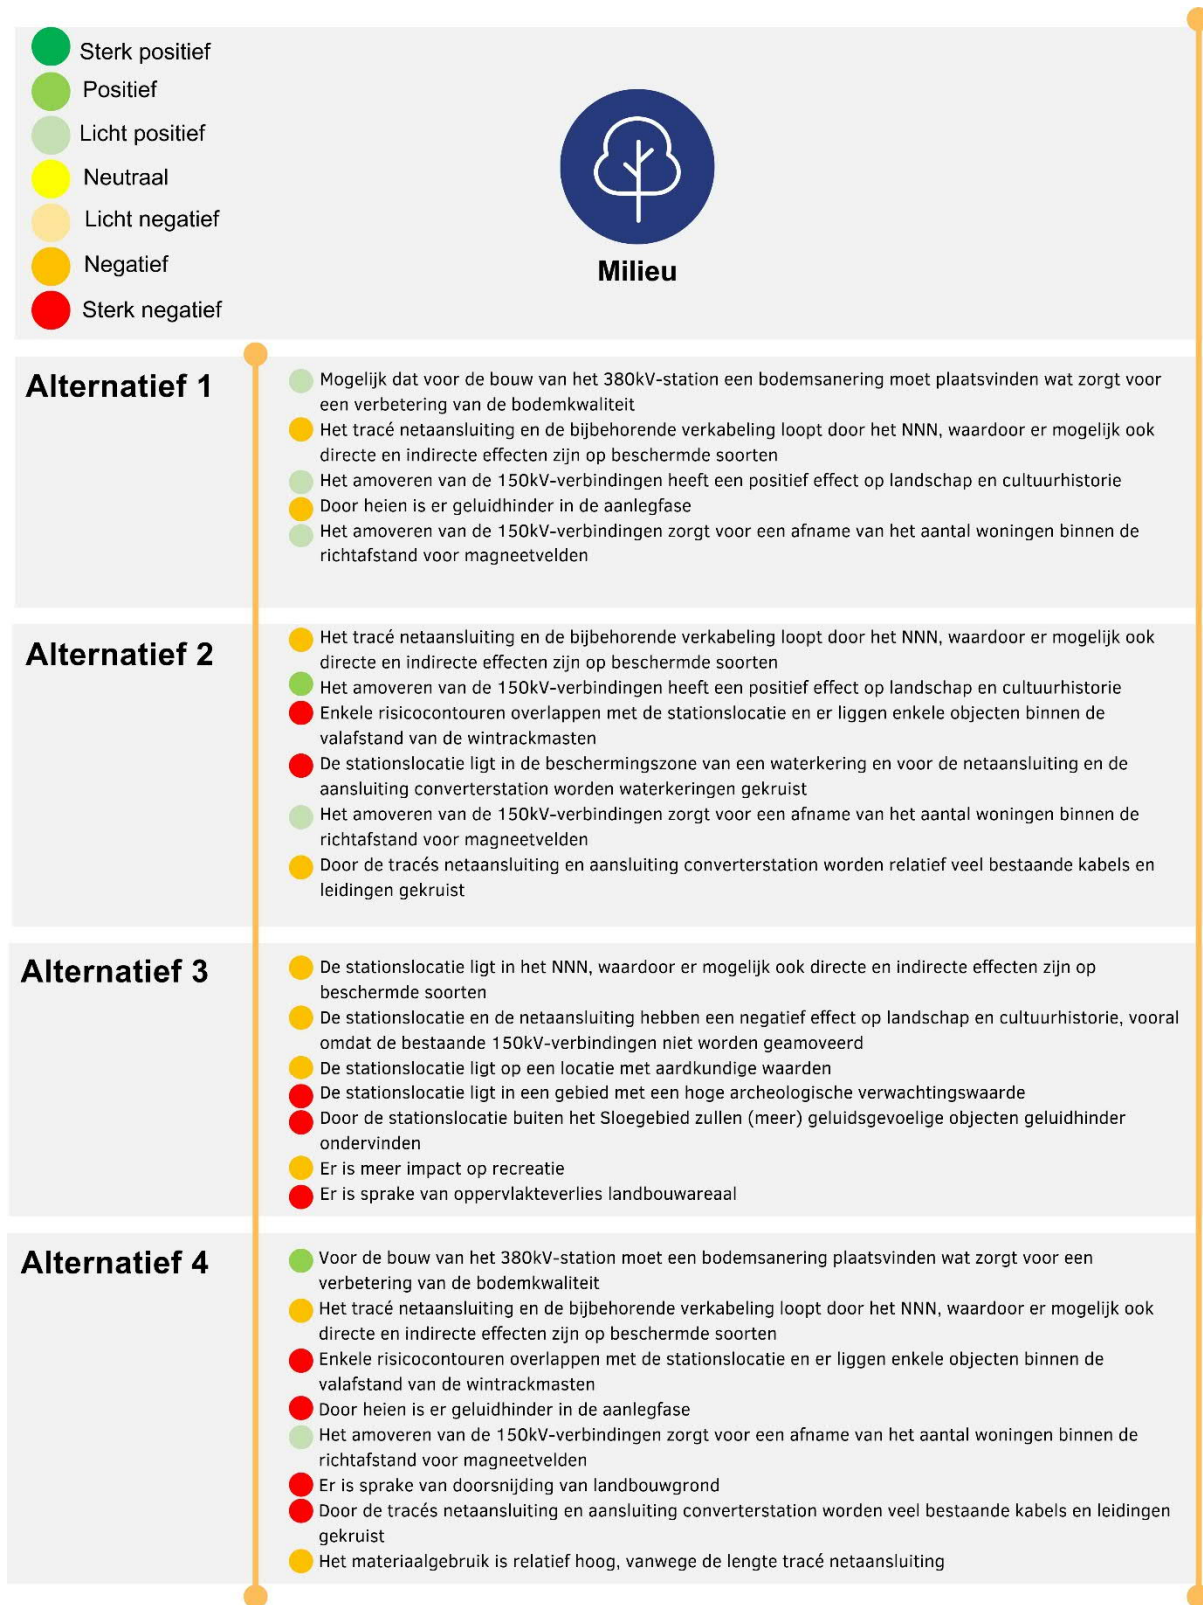 Sterk positief
Positief
Licht positief
Neutraal
Licht negatief
Negatief
Sterk negatief
Milieu
Alternatief 1
Mogelijk dat voor de bouw van het 380kV-station een bodemsanering moet plaatsvinden wat zorgt voor
een verbetering van de bodemkwaliteit
Het tracé netaansluiting en de bijbehorende verkabeling loopt door het NNN, waardoor er mogelijk ook
directe en indirecte effecten zijn op beschermde soorten
Het amoveren van de 150kV-verbindingen heeft een positief effect op landschap en cultuurhistorie
Door heien is er geluidhinder in de aanlegfase
Het amoveren van de 150kV-verbindingen zorgt voor een afname van het aantal woningen binnen de
richtafstand voor magneetvelden
Alternatief 2
Het tracé netaansluiting en de bijbehorende verkabeling loopt door het NNN, waardoor er mogelijk ook
directe en indirecte effecten zijn op beschermde soorten
Het amoveren van de 150kV-verbindingen heeft een positief effect op landschap en cultuurhistorie
Enkele risicocontouren overlappen met de stationslocatie en er liggen enkele objecten binnen de
valafstand van de wintrackmasten
De stationslocatie ligt in de beschermingszone van een waterkering en voor de netaansluiting en de
aansluiting converterstation worden waterkeringen gekruist
Het amoveren van de 150kV-verbindingen zorgt voor een afname van het aantal woningen binnen de
richtafstand voor magneetvelden
Door de tracés netaansluiting en aansluiting converterstation worden relatief veel bestaande kabels en
leidingen gekruist
Alternatief 3
De stationslocatie ligt in het NNN, waardoor er mogelijk ook directe en indirecte effecten zijn op
beschermde soorten
De stationslocatie en de netaansluiting hebben een negatief effect op landschap en cultuurhistorie, vooral
omdat de bestaande 150kV-verbindingen niet worden geamoveerd
De stationslocatie ligt op een locatie met aardkundige waarden
De stationslocatie ligt in een gebied met een hoge archeologische verwachtingswaarde
Door de stationslocatie buiten het Sloegebied zullen (meer) geluidsgevoelige objecten geluidhinder
ondervinden
Er is meer impact op recreatie
Er is sprake van oppervlakteverlies landbouwareaal
Alternatief 4
Voor de bouw van het 380kV-station moet een bodemsanering plaatsvinden wat zorgt voor een
verbetering van de bodemkwaliteit
Het tracé netaansluiting en de bijbehorende verkabeling loopt door het NNN, waardoor er mogelijk ook
directe en indirecte effecten zijn op beschermde soorten
Enkele risicocontouren overlappen met de stationslocatie en er liggen enkele objecten binnen de
valafstand van de wintrackmasten
Door heien is er geluidhinder in de aanlegfase
Het amoveren van de 150kV-verbindingen zorgt voor een afname van het aantal woningen binnen de
richtafstand voor magneetvelden
Er is sprake van doorsnijding van landbouwgrond
Door de tracés netaansluiting en aansluiting converterstation worden veel bestaande kabels en leidingen
gekruist
Het materiaalgebruik is relatief hoog, vanwege de lengte tracé netaansluiting